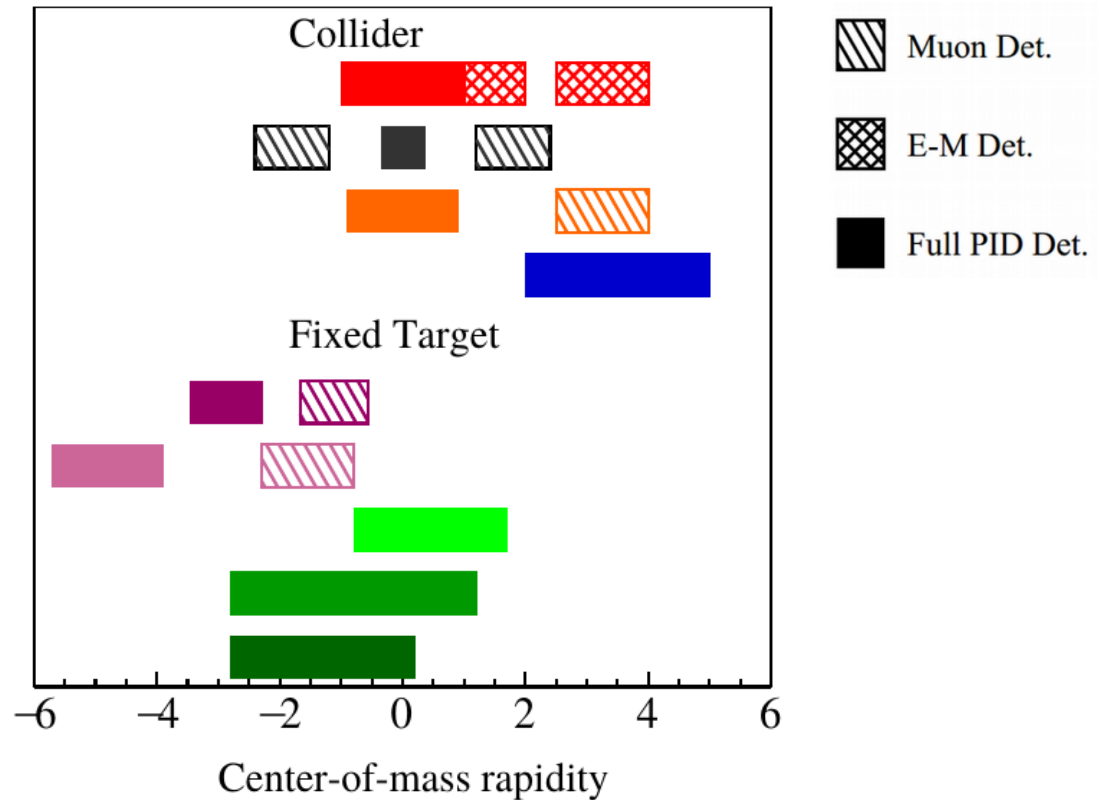 Collider
Muon Det.
E-M Det.
Full PID Det.
Fixed Target
−6 −4 −2 0 2 4 6
Center-of-mass rapidity